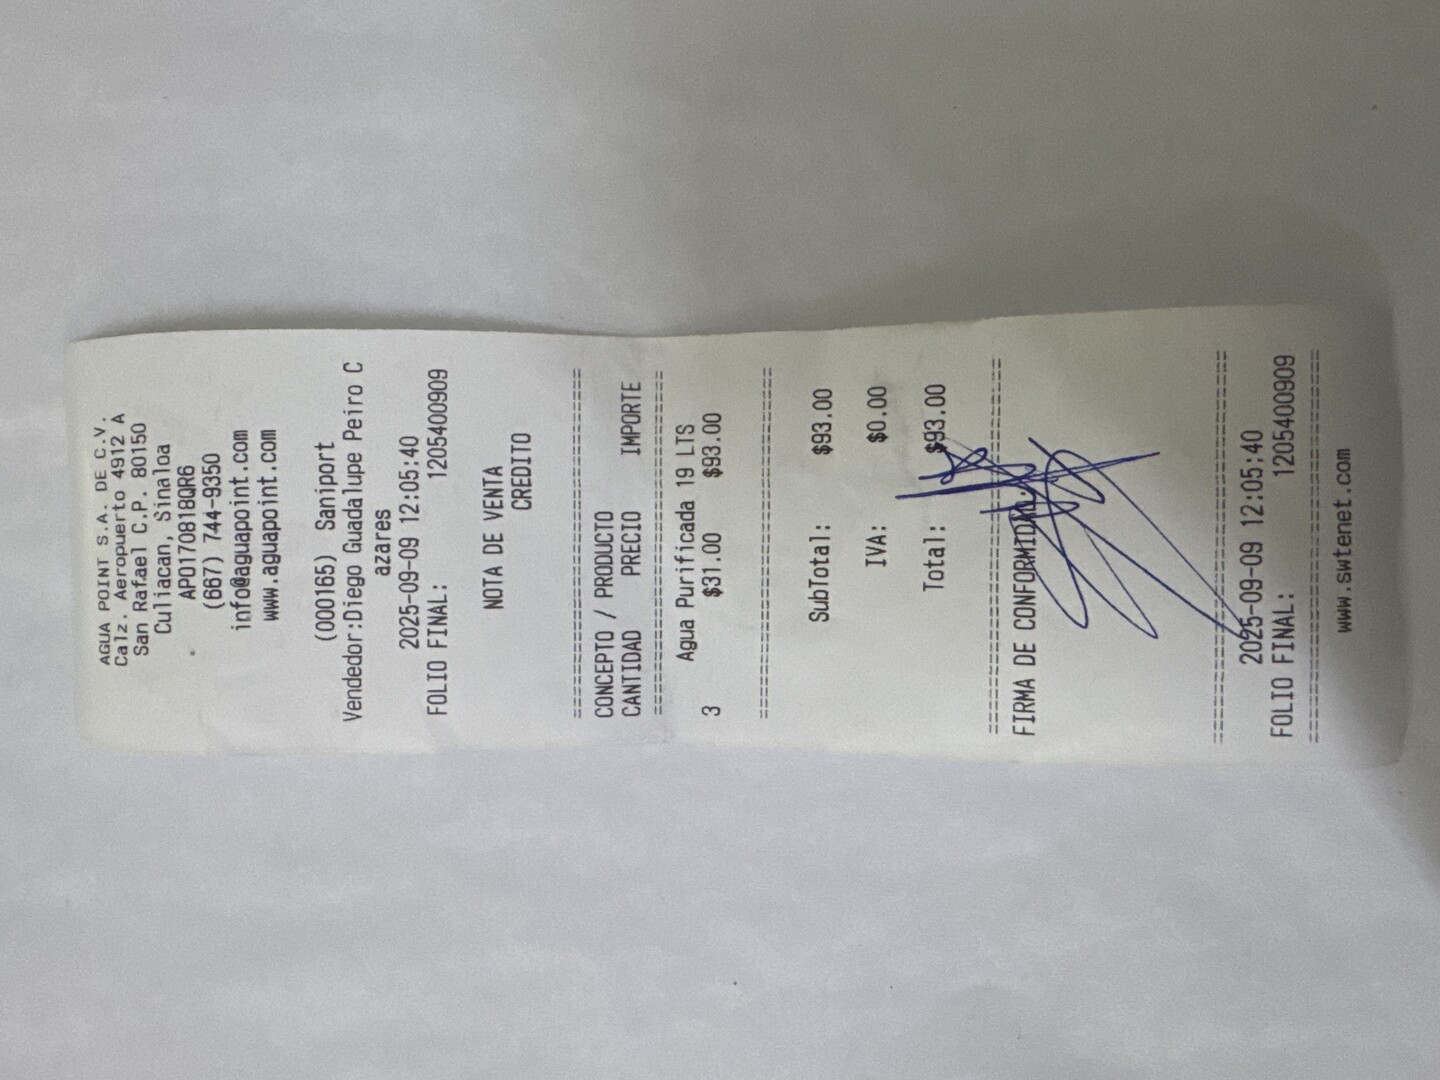 AGUA POINT S.A. DE C.V.
Calz. Aeropuerto 4912 A
San Rafael C.P. 80150
Culiacan, Sinaloa
APO170818QR6
(667) 744-9350
info@aguapoint.com
www.aguapoint.com
(000165) Saniport
Vendedor:Diego Guadalupe Peiro C
azares
2025-09-09 12:05:40
FOLIO FINAL: 1205400909
NOTA DE VENTA
CREDITO
CONCEPTO / PRODUCTO
CANTIDAD PRECIO IMPORTE
Agua Purificada 19 LTS
3 $31.00 $93.00
SubTotal: $93.00
IVA: $0.00
Total: $93.00
FIRMA DE CONFORMIDAD.
2025-09-09 12:05:40
FOLIO FINAL: 1205400909
www.swtenet.com